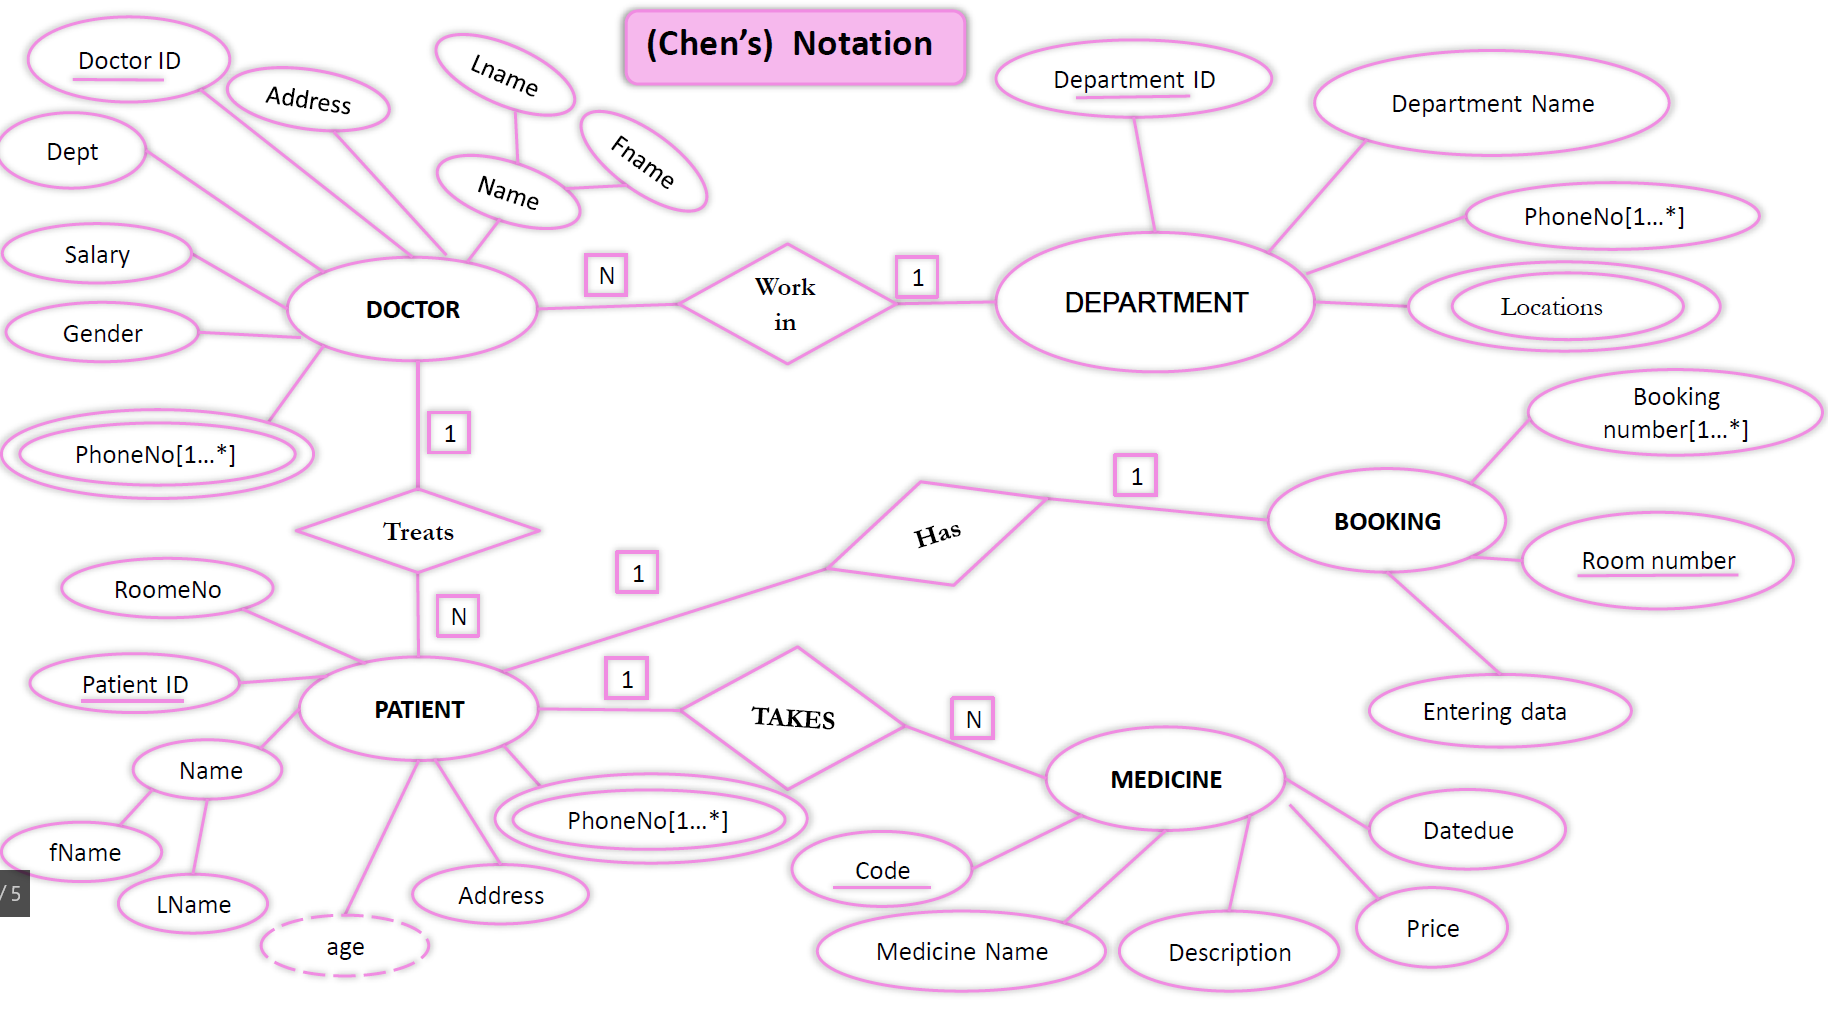 (Chen's) Notation
Doctor ID
Address
Lname
Fname
Name
Dept
Salary
Gender
PhoneNo[1...*]
DOCTOR
N
Work
in
1
DEPARTMENT
Department ID
Department Name
PhoneNo[1...*]
Locations
1
Treats
N
1
Has
1
BOOKING
Booking
number[1...*]
Room number
Entering data
RoomeNo
Patient ID
PATIENT
Name
fName
LName
age
Address
PhoneNo[1...*]
1
TAKES
N
MEDICINE
Code
Medicine Name
Description
Price
Datedue
/ 5